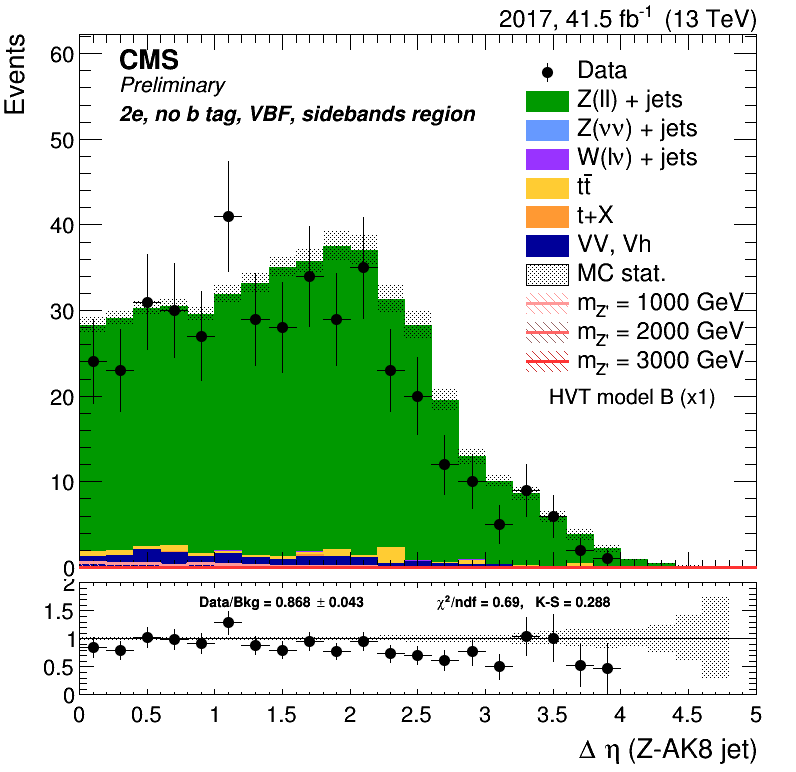 2017, 41.5 fb⁻¹ (13 TeV)
Events
CMS
Preliminary
2e, no b tag, VBF, sidebands region
Data
Z(ll) + jets
Z(νν) + jets
W(lν) + jets
tt̄
t+X
VV, Vh
MC stat.
m_Z' = 1000 GeV
m_Z' = 2000 GeV
m_Z' = 3000 GeV
HVT model B (x1)
60
50
40
30
20
10
0
Data/Bkg = 0.868 ± 0.043 χ²/ndf = 0.69, K-S = 0.288
2
1.5
1
0.5
0
0 0.5 1 1.5 2 2.5 3 3.5 4 4.5 5
Δ η (Z-AK8 jet)